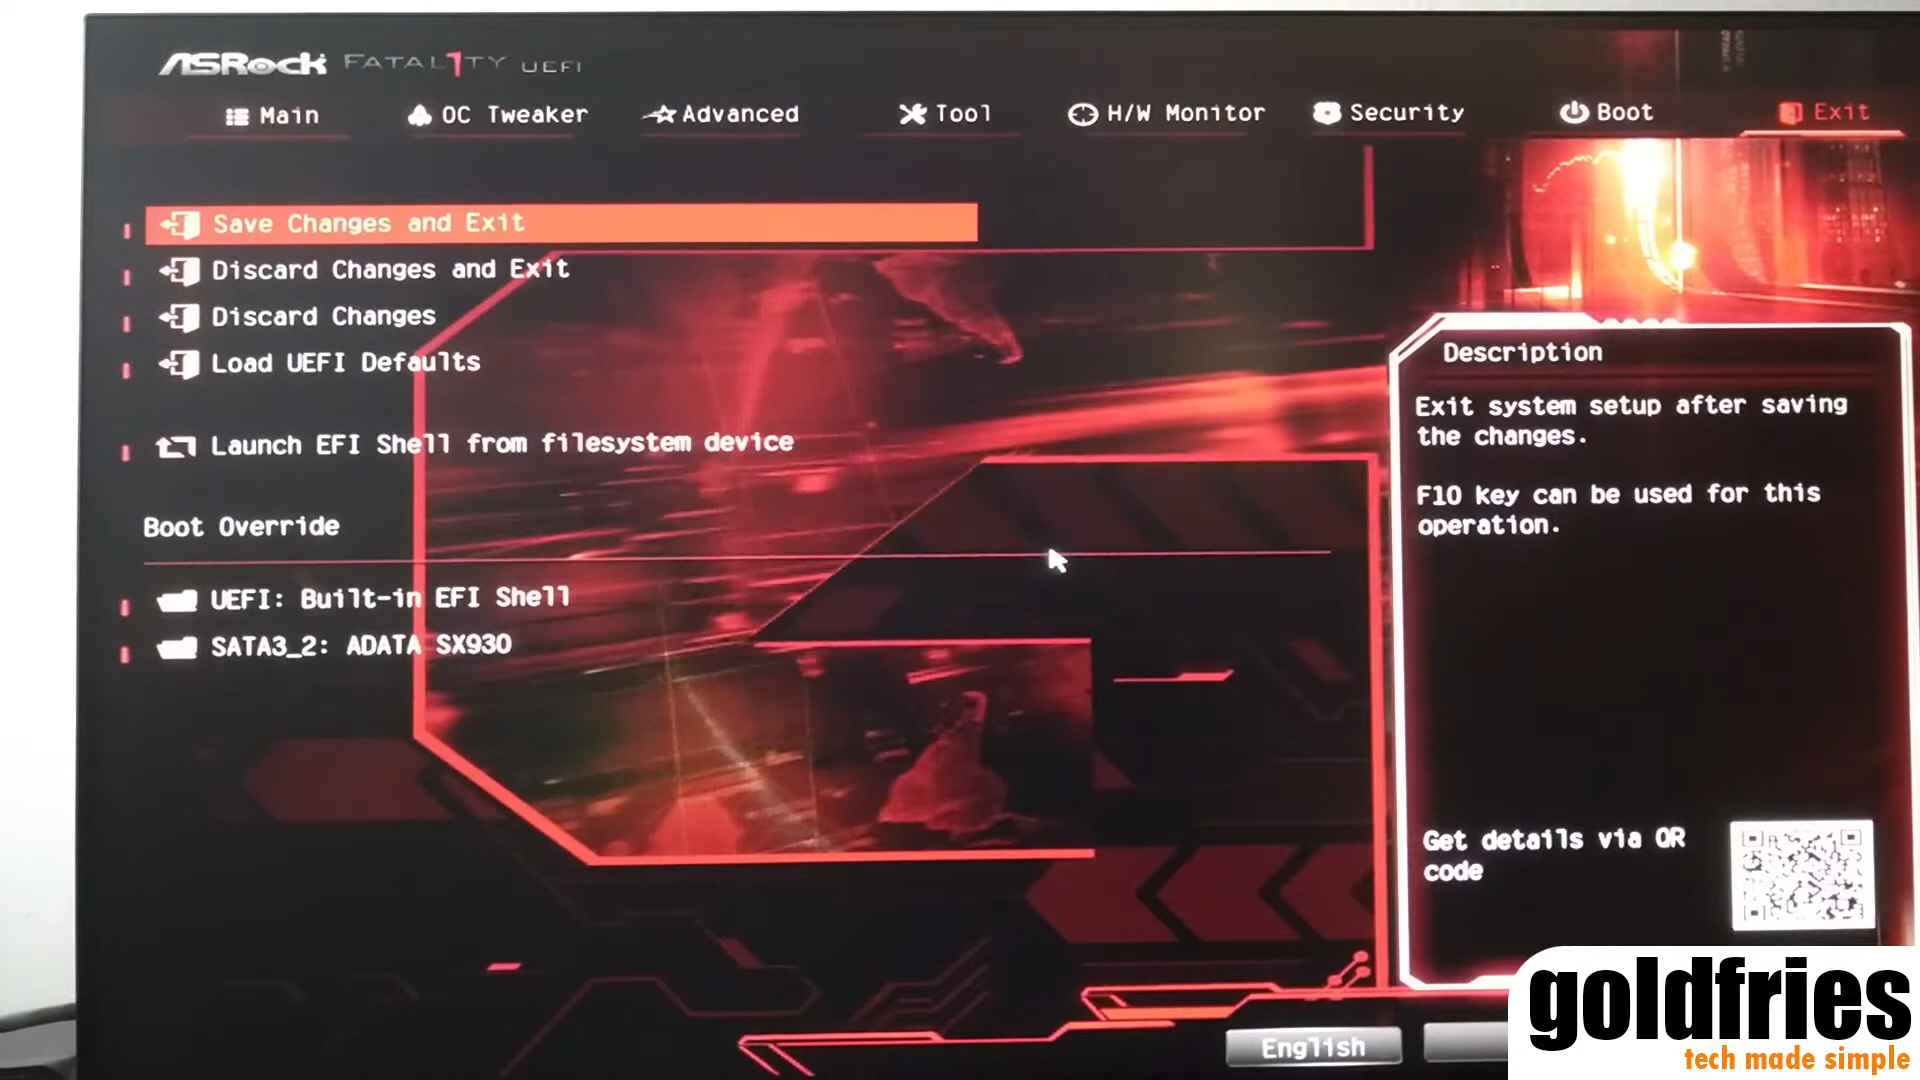 ASRock FATAL1TY UEFI
Main OC Tweaker Advanced Tool H/W Monitor Security Boot Exit
Save Changes and Exit
Discard Changes and Exit
Discard Changes
Load UEFI Defaults
Launch EFI Shell from filesystem device
Boot Override
UEFI: Built-in EFI Shell
SATA3_2: ADATA SX930
Description
Exit system setup after saving
the changes.
F10 key can be used for this
operation.
Get details via QR
code
English
goldfries
tech made simple